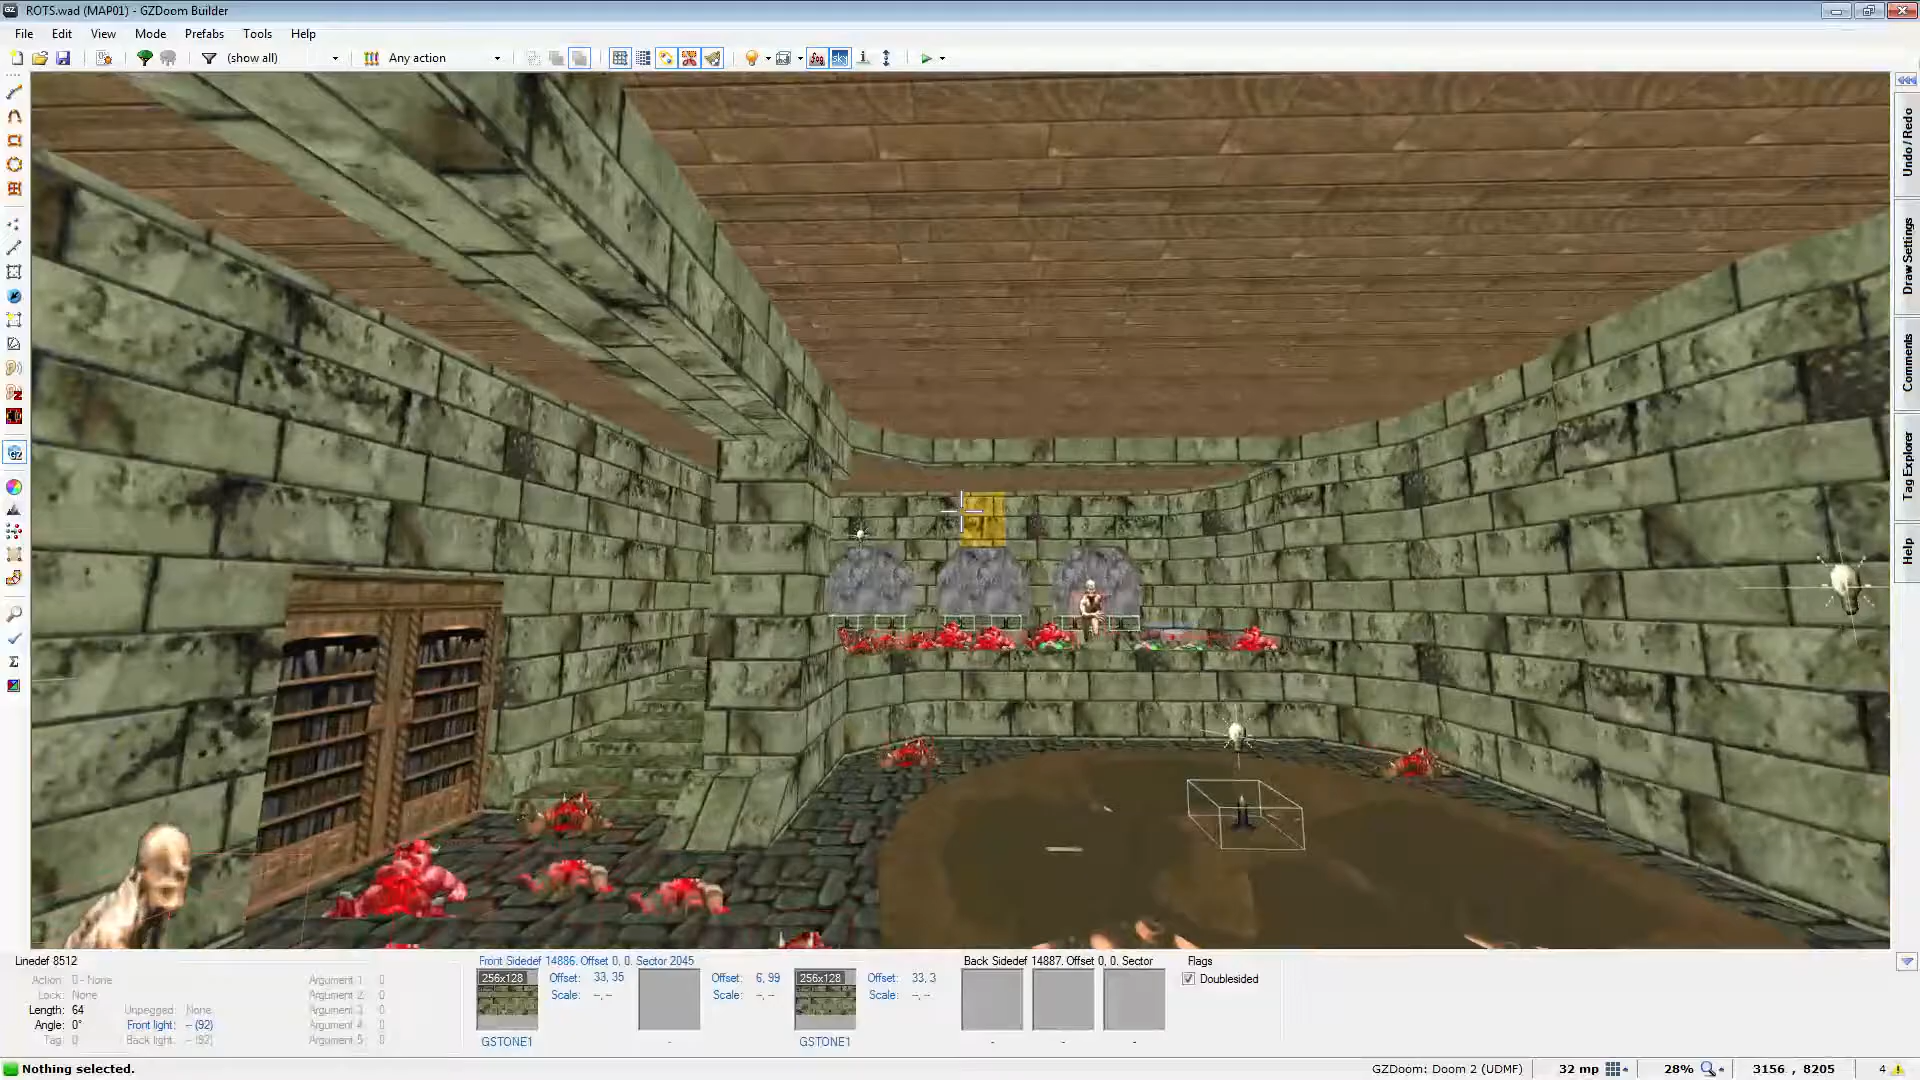 ROTS.wad (MAP01) - GZDoom Builder
File Edit View Mode Prefabs Tools Help
(show all) Any action
Undo / Redo
Draw Settings
Comments
Tag Explorer
Help
Linedef 8512
Action: 0 - None
Lock: None
Length: 64
Angle: 0°
Tag: 0
Unpegged: None
Front light: -- (92)
Back light: -- (92)
Argument 1: 0
Argument 2: 0
Argument 3: 0
Argument 4: 0
Argument 5: 0
Front Sidedef 14886. Offset 0, 0. Sector 2045
256x128 Offset: 33, 35 Offset: 6, 99 256x128 Offset: 33, 3
Scale: --, -- Scale: --, -- Scale: --, --
GSTONE1 - GSTONE1
Back Sidedef 14887. Offset 0, 0. Sector
- - -
Flags
Doublesided
Nothing selected. GZDoom: Doom 2 (UDMF) 32 mp 28% 3156 , 8205 4